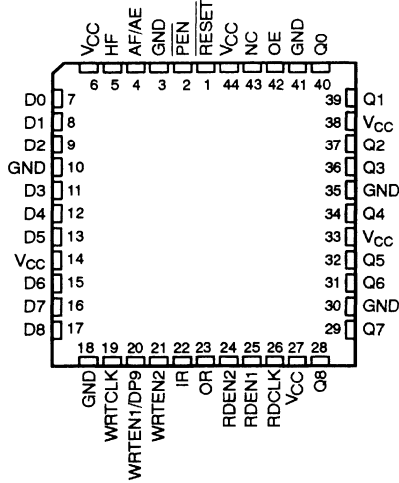 VCC HF AF/AE GND PEN RESET VCC NC OE GND Q0
6 5 4 3 2 1 44 43 42 41 40
D0 7 39 Q1
D1 8 38 VCC
D2 9 37 Q2
GND 10 36 Q3
D3 11 35 GND
D4 12 34 Q4
D5 13 33 VCC
VCC 14 32 Q5
D6 15 31 Q6
D7 16 30 GND
D8 17 29 Q7
18 19 20 21 22 23 24 25 26 27 28
GND WRTCLK WRTEN1/DP9 WRTEN2 IR OR RDEN2 RDEN1 RDCLK VCC Q8